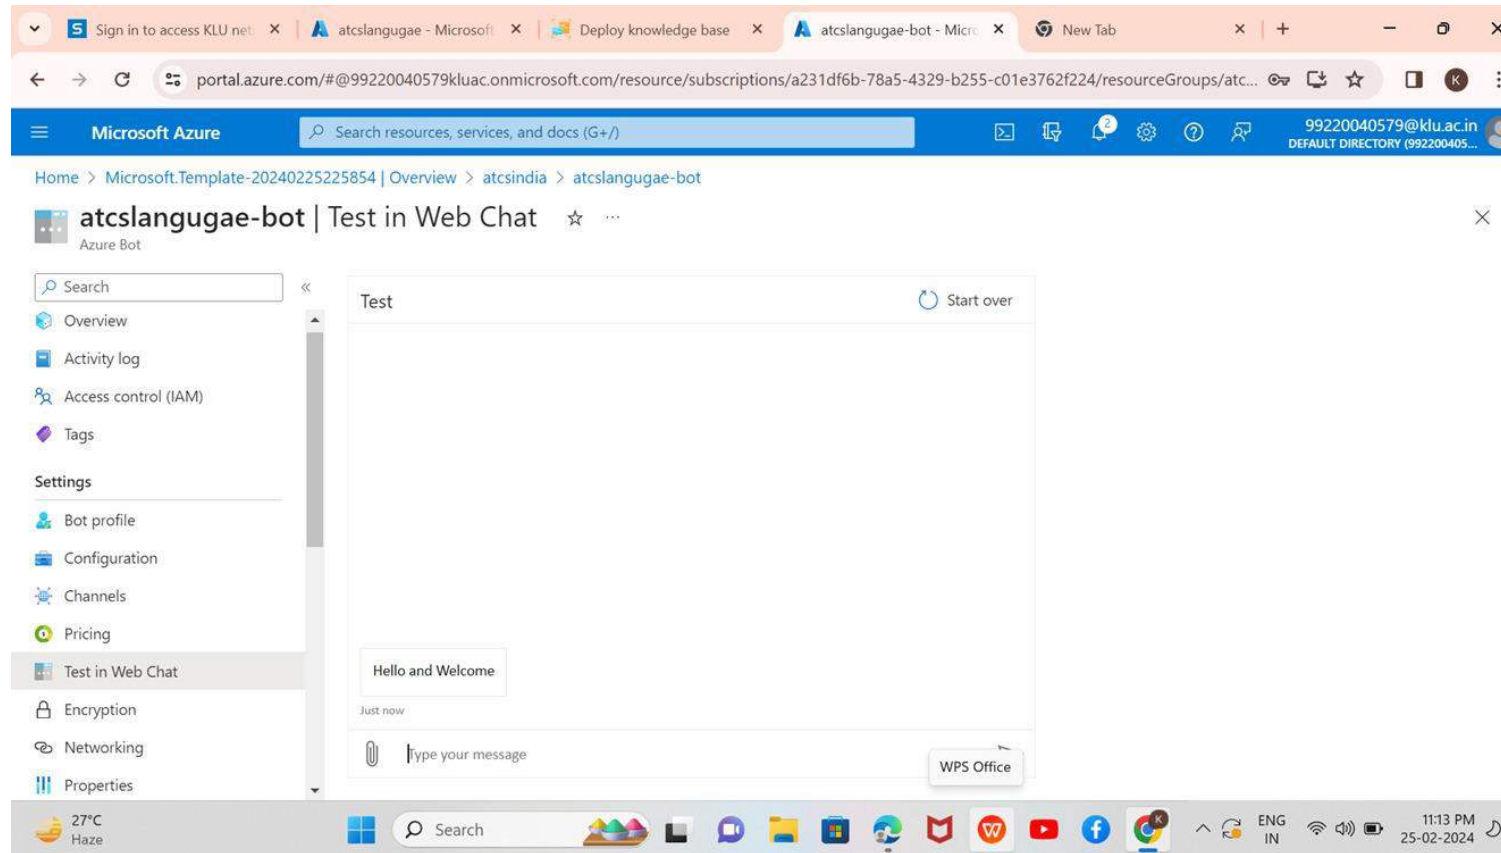 Sign in to access KLU net
atcslangugae - Microsoft
Deploy knowledge base
atcslangugae-bot - Micro
New Tab
portal.azure.com/#@99220040579kluac.onmicrosoft.com/resource/subscriptions/a231df6b-78a5-4329-b255-c01e3762f224/resourceGroups/atc...
K
Microsoft Azure
Search resources, services, and docs (G+/)
2
99220040579@klu.ac.in
DEFAULT DIRECTORY (992200405...
Home > Microsoft.Template-20240225225854 | Overview > atcsindia > atcslangugae-bot
atcslangugae-bot | Test in Web Chat
Azure Bot
Search
Overview
Activity log
Access control (IAM)
Tags
Settings
Bot profile
Configuration
Channels
Pricing
Test in Web Chat
Encryption
Networking
Properties
Test
Start over
Hello and Welcome
Just now
Type your message
WPS Office
27°C
Haze
Search
K
ENG
IN
11:13 PM
25-02-2024